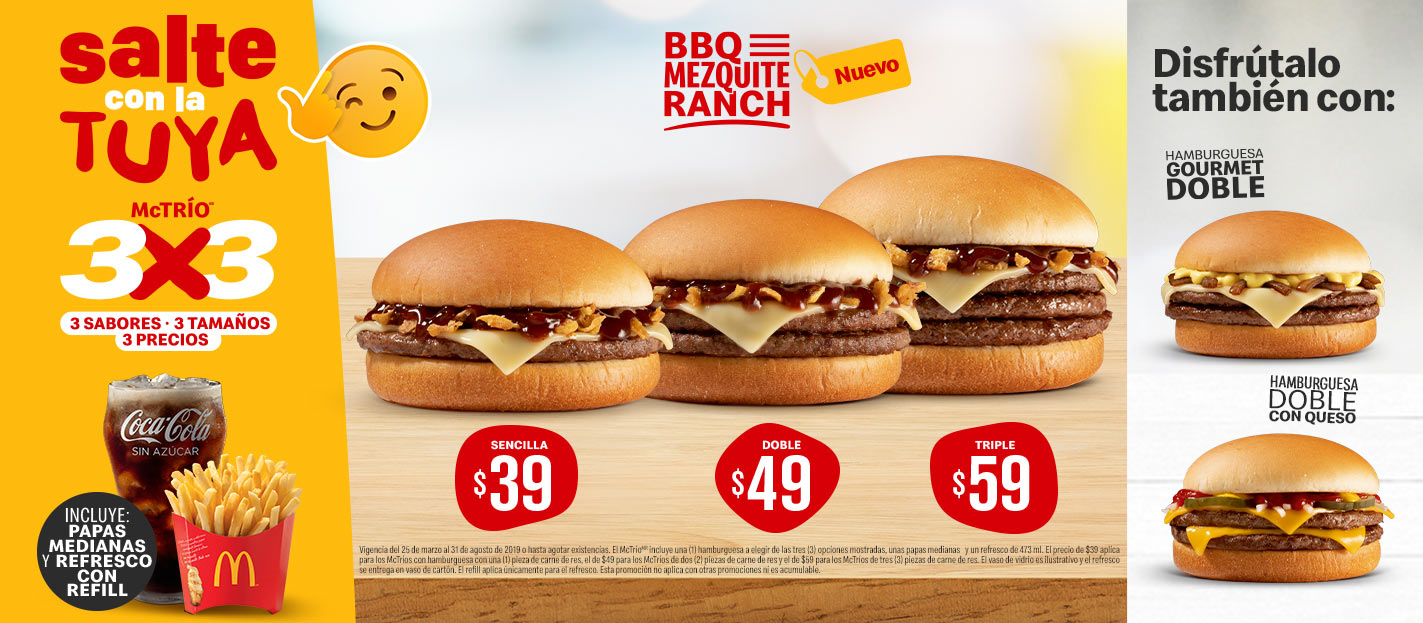 salte
con la
TUYA
McTRÍO™
3X3
3 SABORES · 3 TAMAÑOS
3 PRECIOS
Coca-Cola
SIN AZÚCAR
INCLUYE:
PAPAS
MEDIANAS
Y REFRESCO
CON
REFILL
BBQ
MEZQUITE
RANCH
Nuevo
SENCILLA
$39
DOBLE
$49
TRIPLE
$59
Vigencia del 25 de marzo al 31 de agosto de 2019 o hasta agotar existencias. El McTríoMR incluye una (1) hamburguesa a elegir de las tres (3) opciones mostradas, unas papas medianas y un refresco de 473 ml. El precio de $39 aplica
para los McTríos con hamburguesa con una (1) pieza de carne de res, el de $49 para los McTríos de dos (2) piezas de carne de res y el de $59 para los McTríos de tres (3) piezas de carne de res. El vaso de vidrio es ilustrativo y el refresco
se entrega en vaso de cartón. El refill aplica únicamente para el refresco. Esta promoción no aplica con otras promociones ni es acumulable.
Disfrútalo
también con:
HAMBURGUESA
GOURMET
DOBLE
HAMBURGUESA
DOBLE
CON QUESO